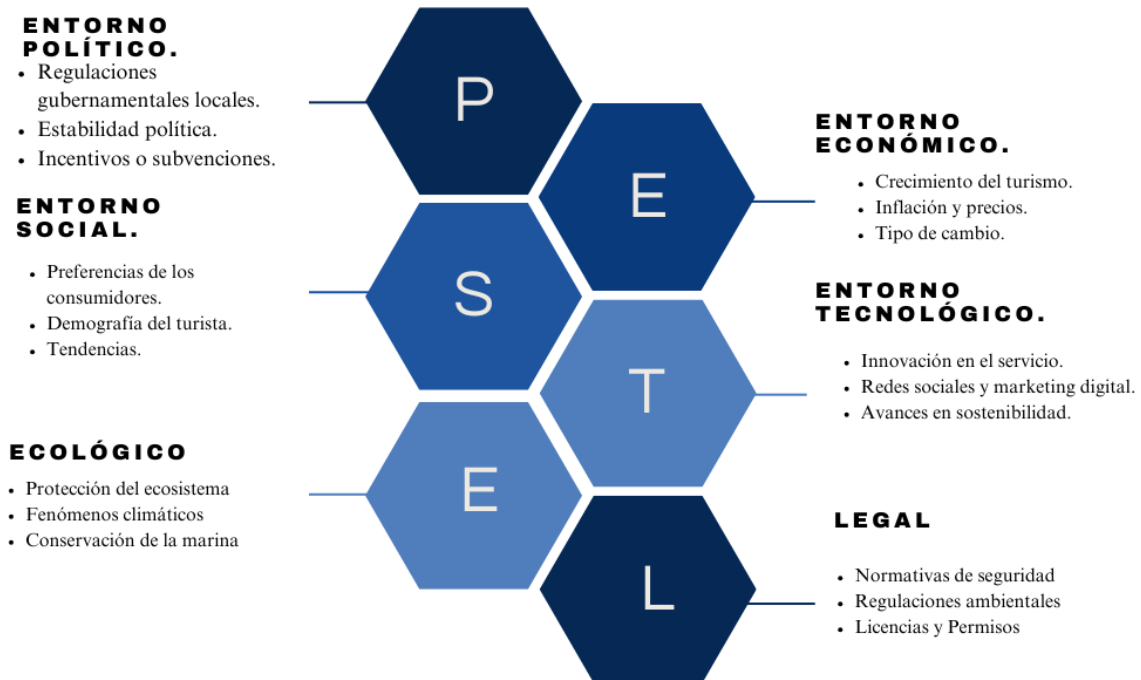 ENTORNO
POLÍTICO.
• Regulaciones
gubernamentales locales.
• Estabilidad política.
• Incentivos o subvenciones.
P
ENTORNO
ECONÓMICO.
• Crecimiento del turismo.
• Inflación y precios.
• Tipo de cambio.
E
ENTORNO
SOCIAL.
• Preferencias de los
consumidores.
• Demografía del turista.
• Tendencias.
S
ENTORNO
TECNOLÓGICO.
• Innovación en el servicio.
• Redes sociales y marketing digital.
• Avances en sostenibilidad.
T
ECOLÓGICO
• Protección del ecosistema
• Fenómenos climáticos
• Conservación de la marina
E
LEGAL
• Normativas de seguridad
• Regulaciones ambientales
• Licencias y Permisos
L